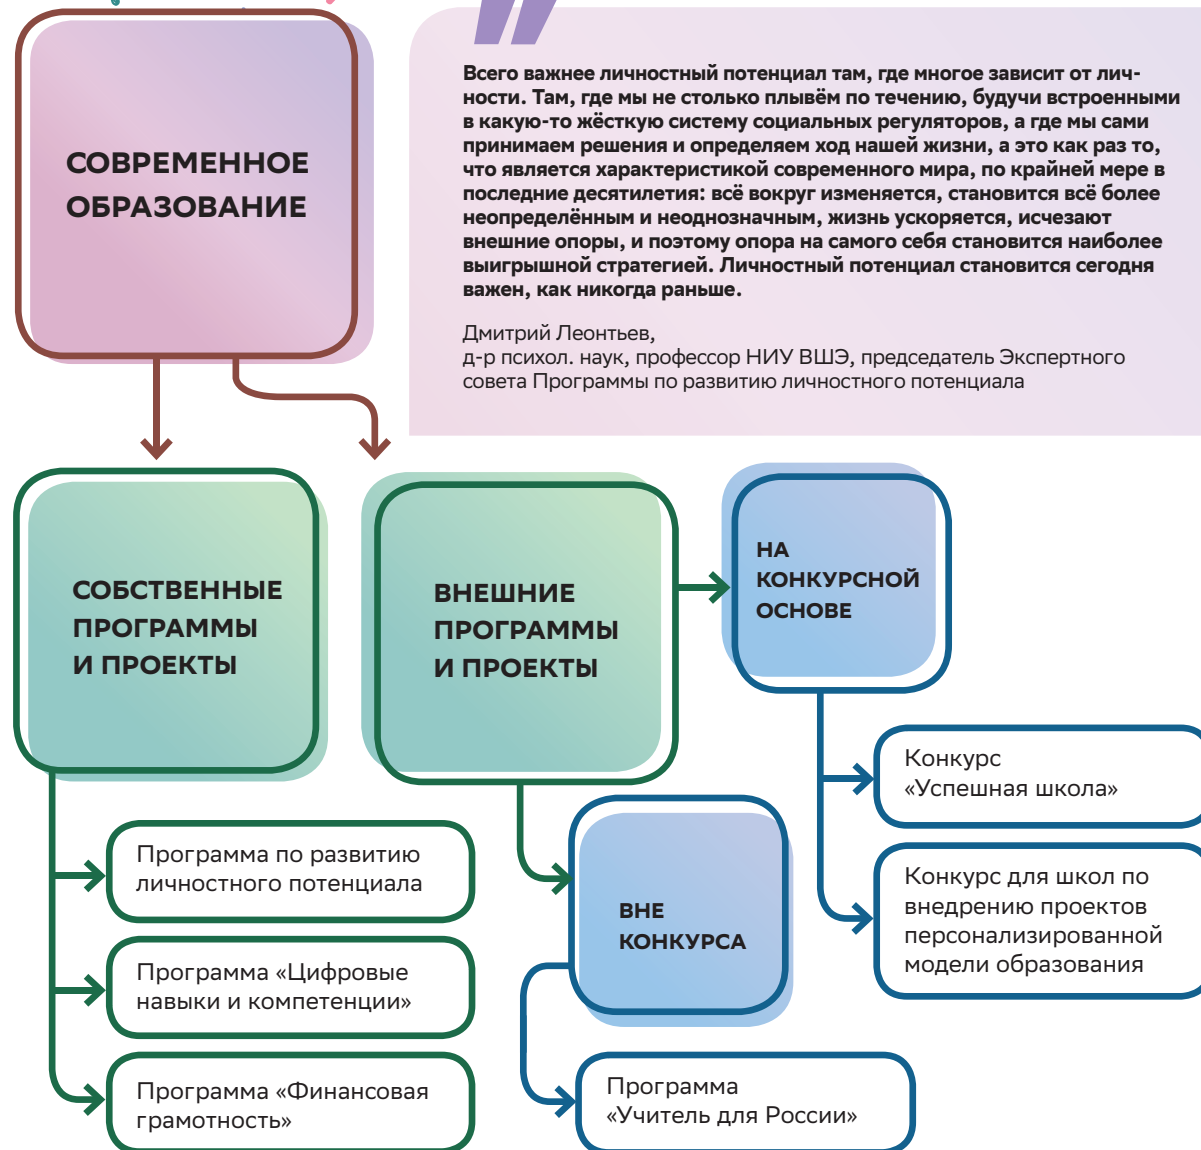 СОВРЕМЕННОЕ
ОБРАЗОВАНИЕ
Всего важнее личностный потенциал там, где многое зависит от лич-
ности. Там, где мы не столько плывём по течению, будучи встроенными
в какую-то жёсткую систему социальных регуляторов, а где мы сами
принимаем решения и определяем ход нашей жизни, а это как раз то,
что является характеристикой современного мира, по крайней мере в
последние десятилетия: всё вокруг изменяется, становится всё более
неопределённым и неоднозначным, жизнь ускоряется, исчезают
внешние опоры, и поэтому опора на самого себя становится наиболее
выигрышной стратегией. Личностный потенциал становится сегодня
важен, как никогда раньше.
Дмитрий Леонтьев,
д-р психол. наук, профессор НИУ ВШЭ, председатель Экспертного
совета Программы по развитию личностного потенциала
СОБСТВЕННЫЕ
ПРОГРАММЫ
И ПРОЕКТЫ
Программа по развитию
личностного потенциала
Программа «Цифровые
навыки и компетенции»
Программа «Финансовая
грамотность»
ВНЕШНИЕ
ПРОГРАММЫ
И ПРОЕКТЫ
НА
КОНКУРСНОЙ
ОСНОВЕ
Конкурс
«Успешная школа»
Конкурс для школ по
внедрению проектов
персонализированной
модели образования
ВНЕ
КОНКУРСА
Программа
«Учитель для России»